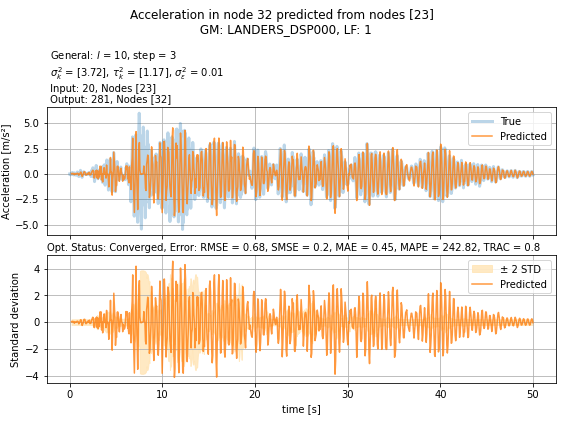 Acceleration in node 32 predicted from nodes [23]
GM: LANDERS_DSP000, LF: 1
General: l = 10, step = 3
σ²ₖ = [3.72], τ²ₖ = [1.17], σ²ε = 0.01
Input: 20, Nodes [23]
Output: 281, Nodes [32]
Acceleration [m/s²]
5.0
2.5
0.0
−2.5
−5.0
True
Predicted
Opt. Status: Converged, Error: RMSE = 0.68, SMSE = 0.2, MAE = 0.45, MAPE = 242.82, TRAC = 0.8
Standard deviation
4
2
0
−2
−4
± 2 STD
Predicted
0 10 20 30 40 50
time [s]